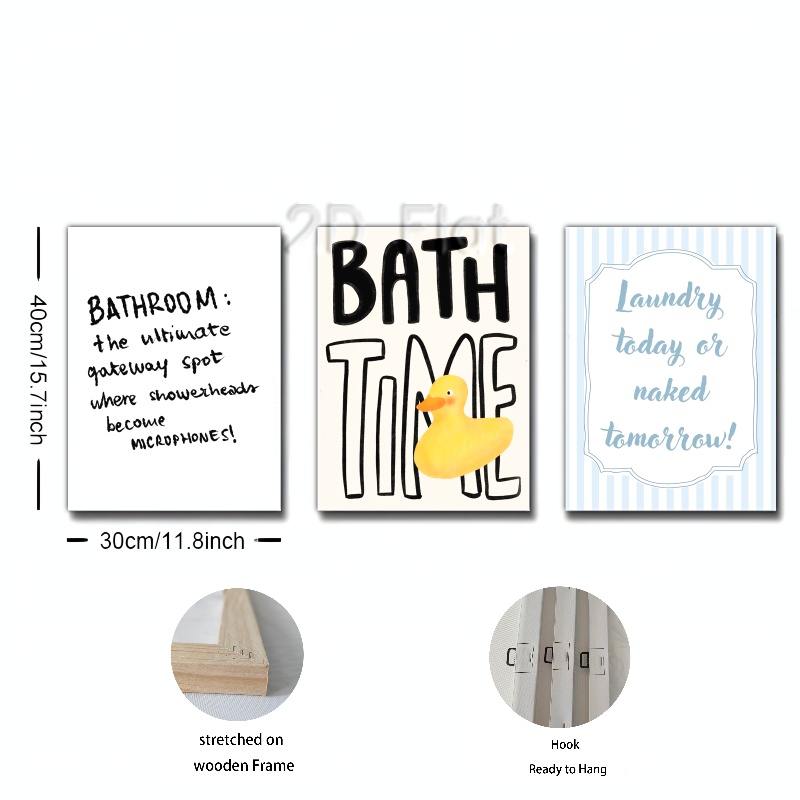 2D Flat
BATHROOM:
the ultimate
gateway spot
where showerheads
become
MICROPHONES!
BATH
TIME
Laundry
today or
naked
tomorrow!
40cm/15.7inch
30cm/11.8inch
stretched on
wooden Frame
Hook
Ready to Hang